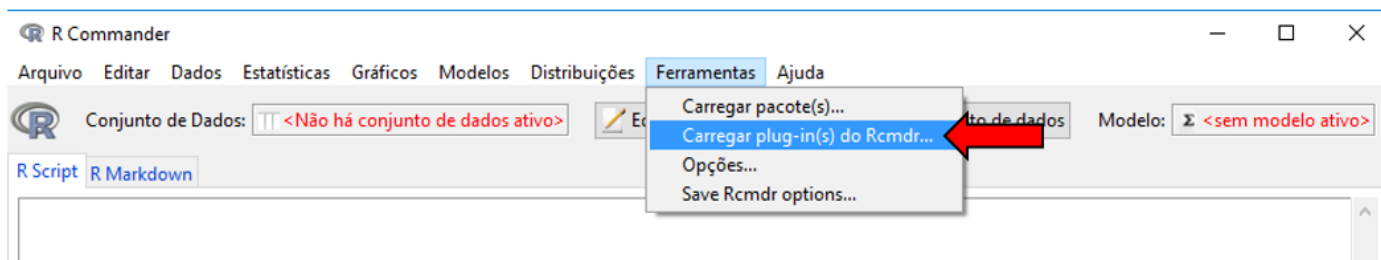 R Commander
Arquivo Editar Dados Estatísticas Gráficos Modelos Distribuições Ferramentas Ajuda
Carregar pacote(s)...
Conjunto de Dados: <Não há conjunto de dados ativo> to de dados Modelo: Σ <sem modelo ativo>
Carregar plug-in(s) do Rcmdr...
Opções...
R Script R Markdown
Save Rcmdr options...